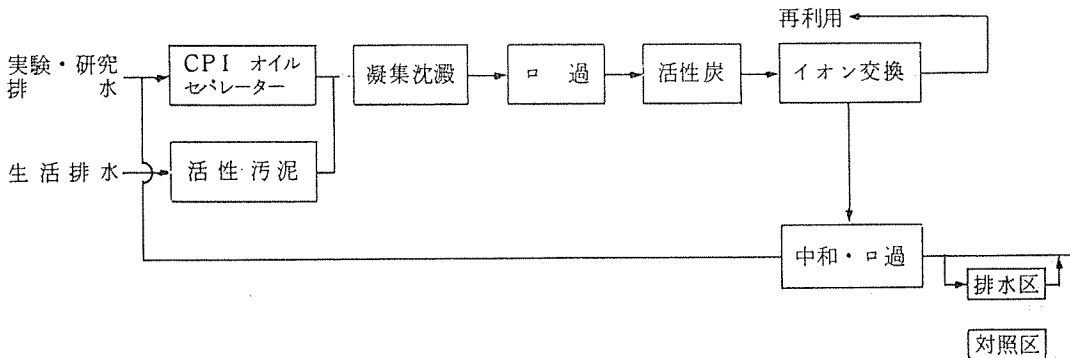 再利用
実験・研究
排水
CPI オイル
セパレーター
凝集沈澱
ロ過
活性炭
イオン交換
生活排水
活性汚泥
中和・ロ過
排水区
対照区